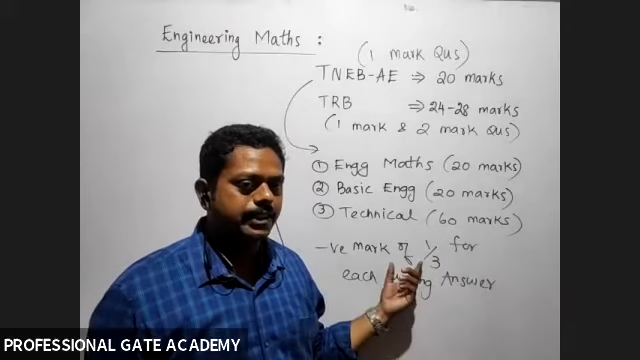 No.
Engineering Maths :
(1 mark Qus)
TNEB-AE ⇒ 20 marks
TRB ⇒ 24-28 marks
(1 mark & 2 mark Qus)
① Engg Maths (20 marks)
② Basic Engg (20 marks)
③ Technical (60 marks)
-ve mark of 1/3 for
each Answer
PROFESSIONAL GATE ACADEMY